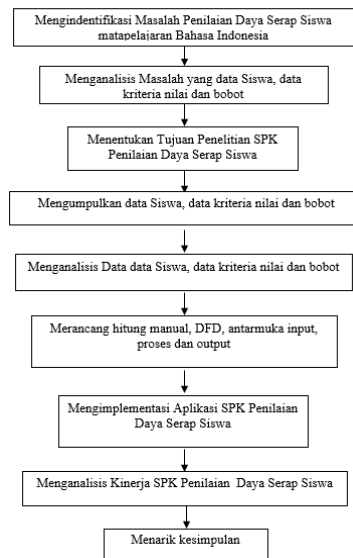 Mengindentifikasi Masalah Penilaian Daya Serap Siswa
matapelajaran Bahasa Indonesia
Menganalisis Masalah yang data Siswa, data
kriteria nilai dan bobot
Menentukan Tujuan Penelitian SPK
Penilaian Daya Serap Siswa
Mengumpulkan data Siswa, data kriteria nilai dan bobot
Menganalisis Data data Siswa, data kriteria nilai dan bobot
Merancang hitung manual, DFD, antarmuka input,
proses dan output
Mengimplementasi Aplikasi SPK Penilaian
Daya Serap Siswa
Menganalisis Kinerja SPK Penilaian Daya Serap Siswa
Menarik kesimpulan